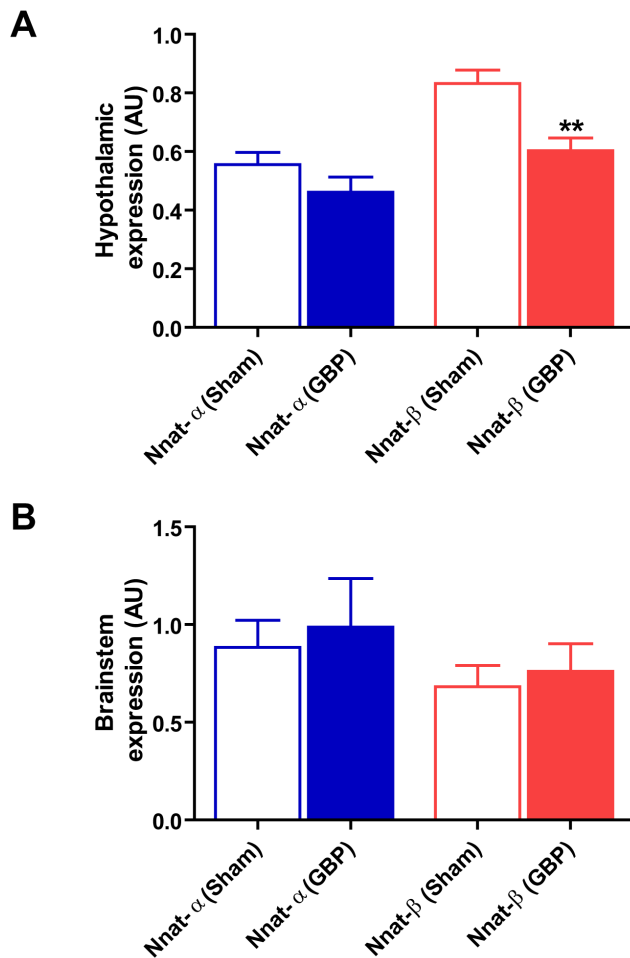 A
Hypothalamic
expression (AU)
1.0
0.8
0.6
0.4
0.2
0.0
**
Nnat- α (Sham)
Nnat- α (GBP)
Nnat-β (Sham)
Nnat-β (GBP)
B
Brainstem
expression (AU)
1.5
1.0
0.5
0.0
Nnat- α (Sham)
Nnat- α (GBP)
Nnat-β (Sham)
Nnat-β (GBP)